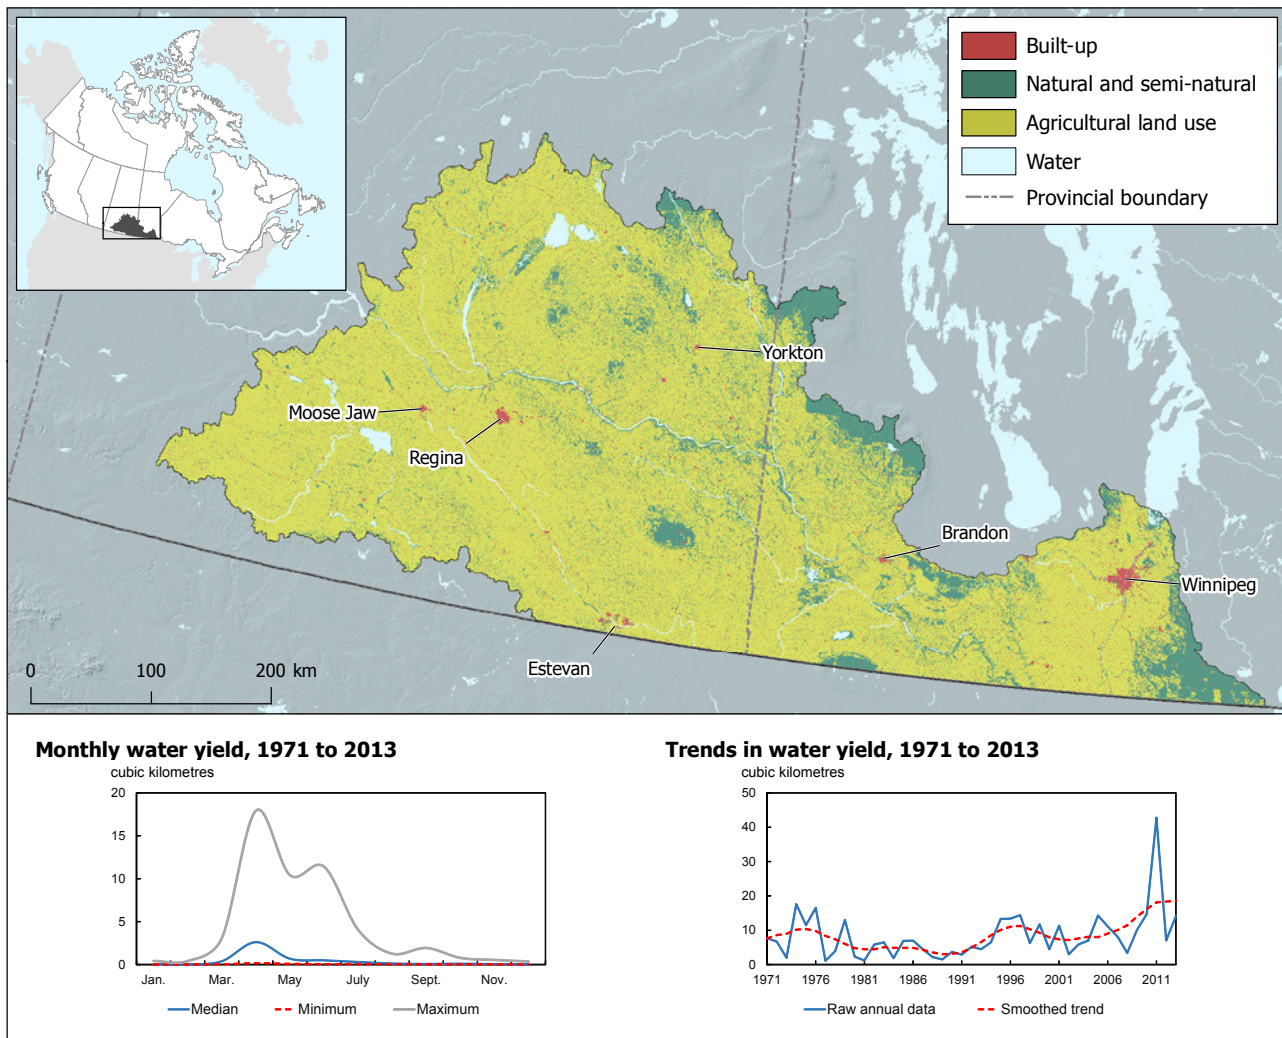 Built-up
Natural and semi-natural
Agricultural land use
Water
Provincial boundary
Yorkton
Moose Jaw
Regina
Brandon
Winnipeg
Estevan
0 100 200 km
Monthly water yield, 1971 to 2013
cubic kilometres
20
15
10
5
0
Jan. Mar. May July Sept. Nov.
Median Minimum Maximum
Trends in water yield, 1971 to 2013
cubic kilometres
50
40
30
20
10
0
1971 1976 1981 1986 1991 1996 2001 2006 2011
Raw annual data Smoothed trend